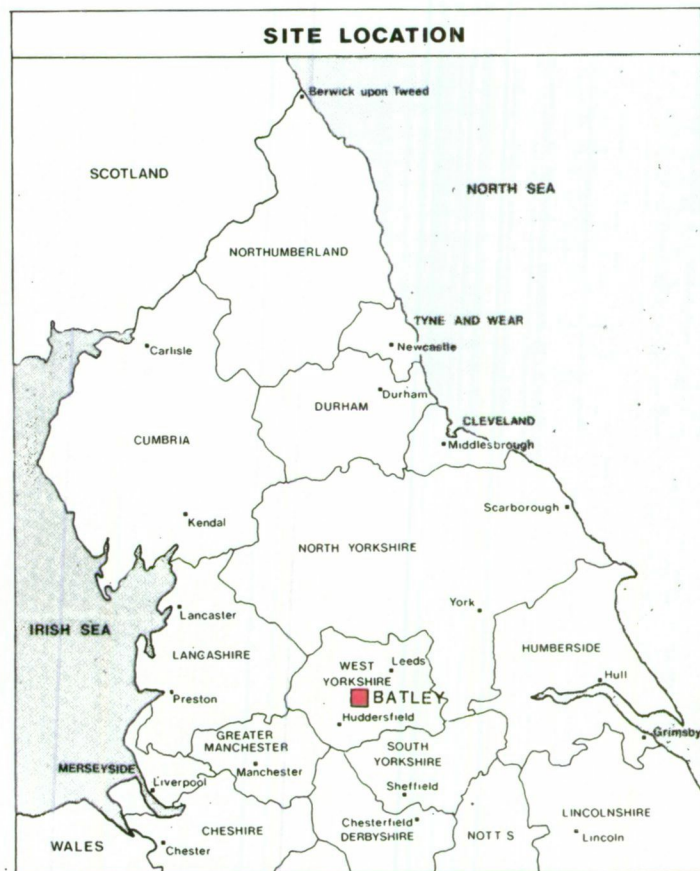 SITE LOCATION
Berwick upon Tweed
SCOTLAND
NORTH SEA
NORTHUMBERLAND
TYNE AND WEAR
Carlisle
Newcastle
Durham
DURHAM
CLEVELAND
CUMBRIA
Middlesbrough
Kendal
Scarborough
NORTH YORKSHIRE
York
Lancaster
IRISH SEA
LANCASHIRE
HUMBERSIDE
WEST
YORKSHIRE
Leeds
Hull
Preston
BATLEY
Huddersfield
Grimsby
GREATER
MANCHESTER
SOUTH
YORKSHIRE
MERSEYSIDE
Manchester
Liverpool
Sheffield
CHESHIRE
Chesterfield
DERBYSHIRE
NOTTS
LINCOLNSHIRE
Lincoln
WALES
Chester